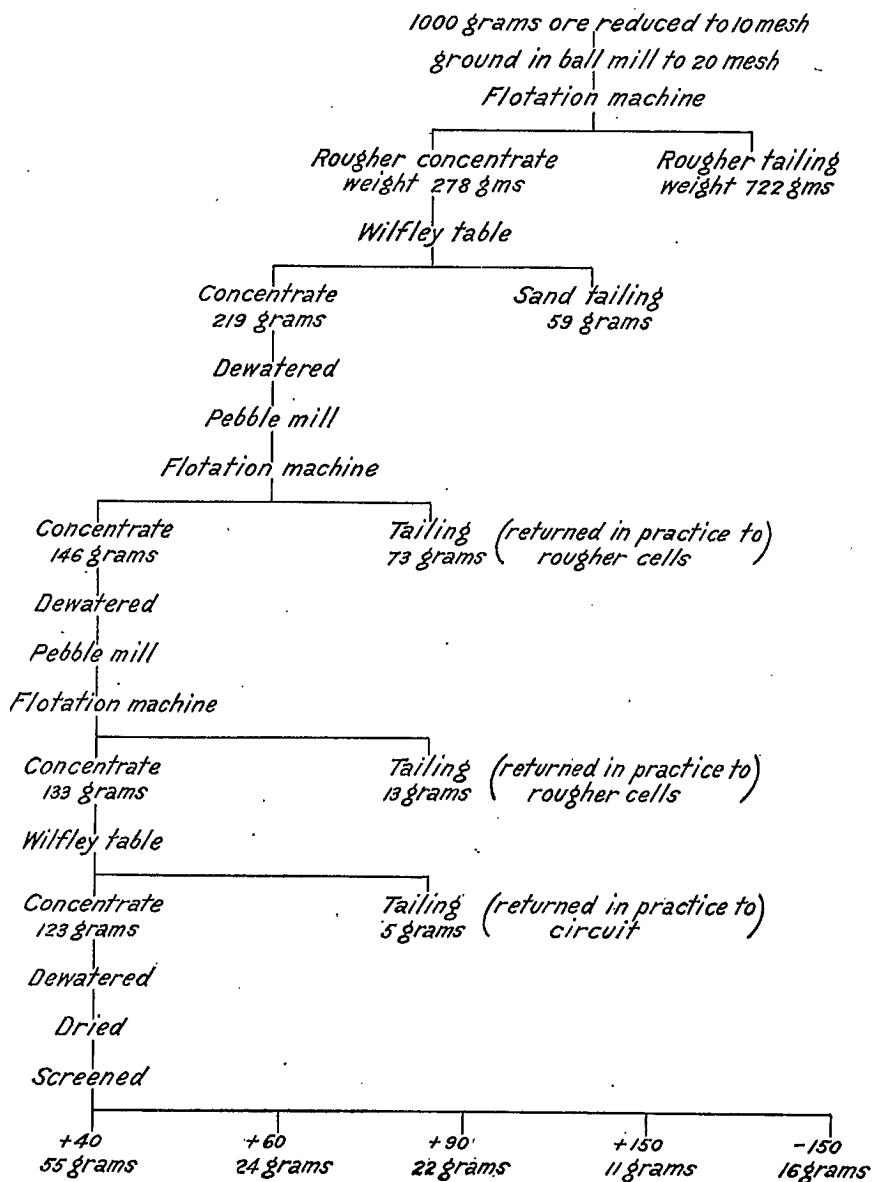 1000 grams ore are reduced to 10 mesh
ground in ball mill to 20 mesh
Flotation machine
Rougher concentrate
weight 278 gms
Rougher tailing
weight 722 gms
Wilfley table
Concentrate
219 grams
Sand tailing
59 grams
Dewatered
Pebble mill
Flotation machine
Concentrate
146 grams
Tailing (returned in practice to)
73 grams rougher cells
Dewatered
Pebble mill
Flotation machine
Concentrate
133 grams
Tailing (returned in practice to)
13 grams rougher cells
Wilfley table
Concentrate
123 grams
Tailing (returned in practice to)
5 grams circuit
Dewatered
Dried
Screened
+40
55 grams
+60
24 grams
+90
22 grams
+150
11 grams
-150
16 grams